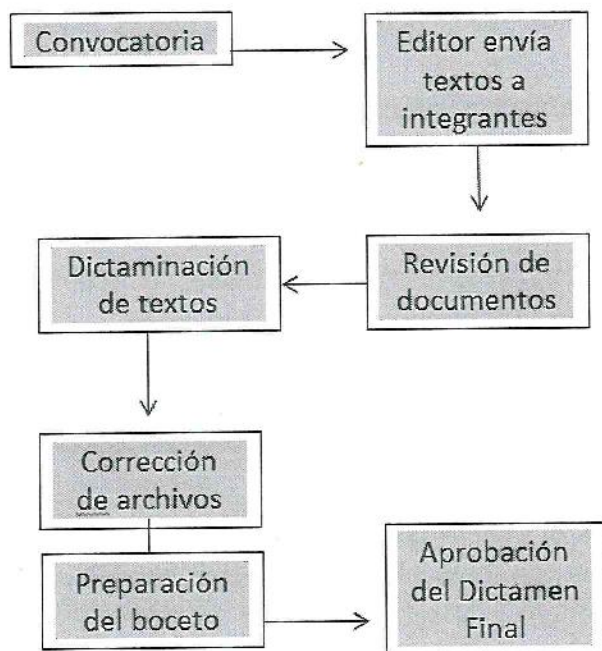 Convocatoria
Editor envía
textos a
integrantes
Revisión de
documentos
Dictaminación
de textos
Corrección
de archivos
Preparación
del boceto
Aprobación
del Dictamen
Final